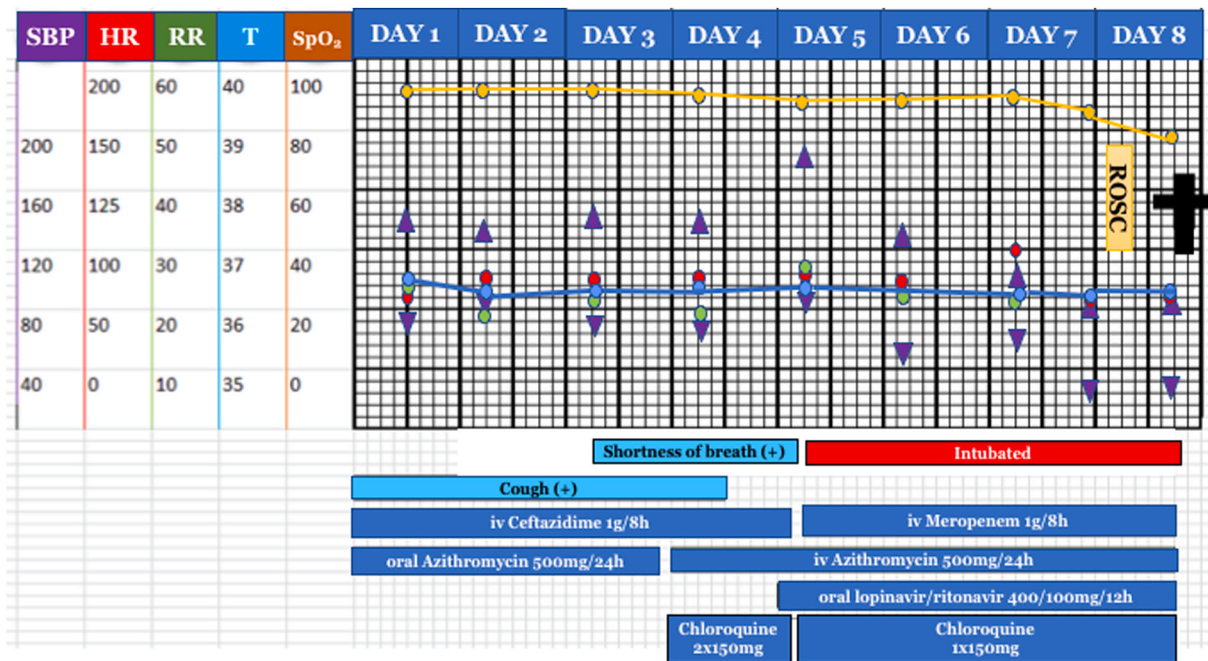 SBP HR RR T SpO₂ DAY 1 DAY 2 DAY 3 DAY 4 DAY 5 DAY 6 DAY 7 DAY 8
200 60 40 100
200 150 50 39 80
160 125 40 38 60
120 100 30 37 40
80 50 20 36 20
40 0 10 35 0
ROSC
Shortness of breath (+) Intubated
Cough (+)
iv Ceftazidime 1g/8h iv Meropenem 1g/8h
oral Azithromycin 500mg/24h iv Azithromycin 500mg/24h
oral lopinavir/ritonavir 400/100mg/12h
Chloroquine Chloroquine
2x150mg 1x150mg